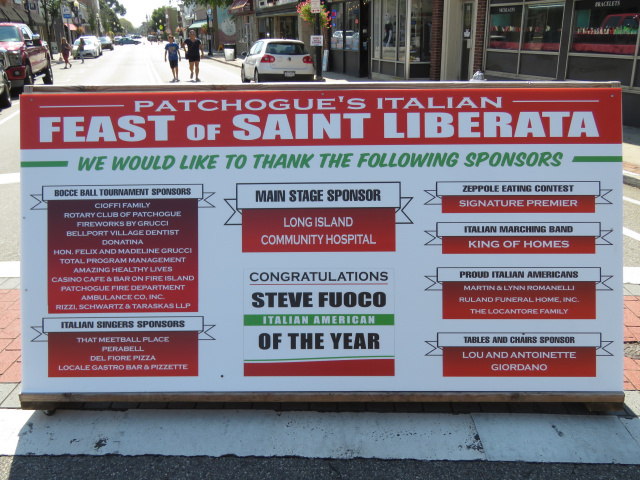 PATCHOGUE'S ITALIAN
FEAST OF SAINT LIBERATA
WE WOULD LIKE TO THANK THE FOLLOWING SPONSORS
BOCCE BALL TOURNAMENT SPONSORS
CIOFFI FAMILY
ROTARY CLUB OF PATCHOGUE
FIREWORKS BY GRUCCI
BELLPORT VILLAGE DENTIST
DONATINA
HON. FELIX AND MADELINE GRUCCI
TOTAL PROGRAM MANAGEMENT
AMAZING HEALTHY LIVES
CASINO CAFE & BAR ON FIRE ISLAND
PATCHOGUE FIRE DEPARTMENT
AMBULANCE CO, INC.
RIZZI, SCHWARTZ & TARASKAS LLP
ITALIAN SINGERS SPONSORS
THAT MEETBALL PLACE
PERABELL
DEL FIORE PIZZA
LOCALE GASTRO BAR & PIZZETTE
MAIN STAGE SPONSOR
LONG ISLAND
COMMUNITY HOSPITAL
CONGRATULATIONS
STEVE FUOCO
ITALIAN AMERICAN
OF THE YEAR
ZEPPOLE EATING CONTEST
SIGNATURE PREMIER
ITALIAN MARCHING BAND
KING OF HOMES
PROUD ITALIAN AMERICANS
MARTIN & LYNN ROMANELLI
RULAND FUNERAL HOME, INC.
THE LOCANTORE FAMILY
TABLES AND CHAIRS SPONSOR
LOU AND ANTOINETTE
GIORDANO
NECKLACES
RINGS
BRACELETS